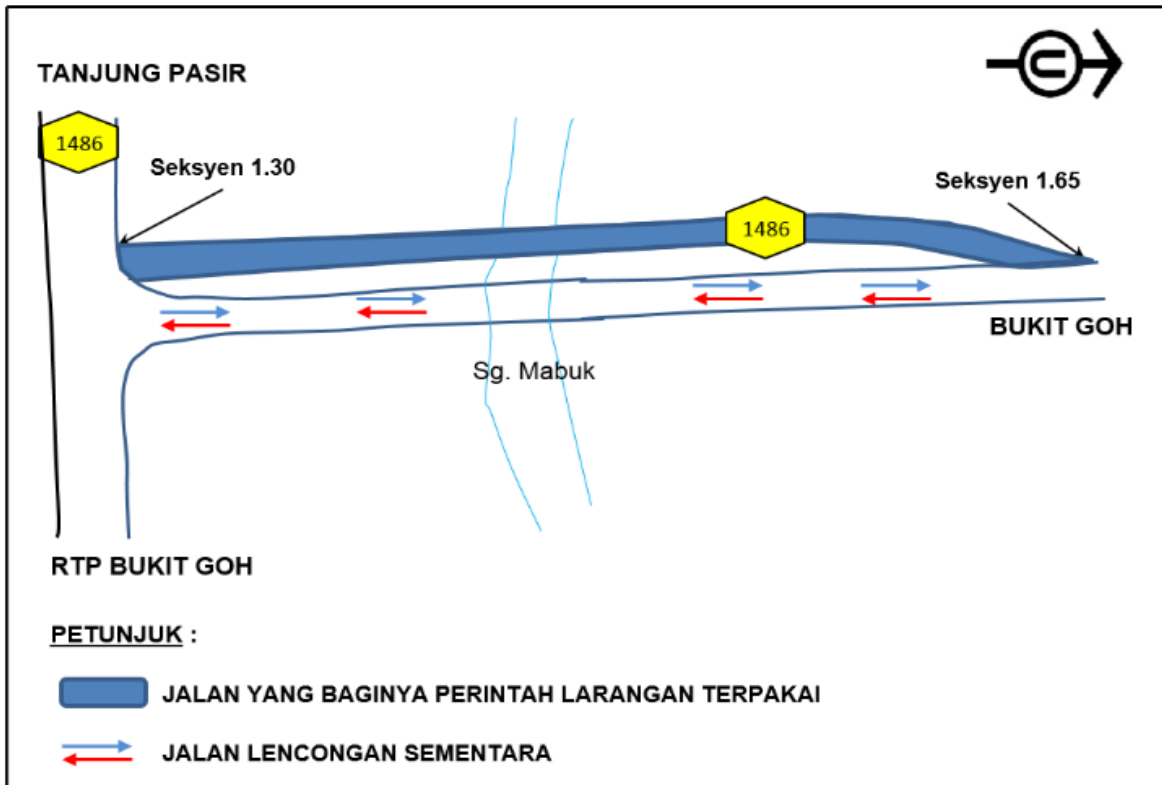 TANJUNG PASIR
1486
Seksyen 1.30
Seksyen 1.65
1486
BUKIT GOH
Sg. Mabuk
RTP BUKIT GOH
PETUNJUK :
JALAN YANG BAGINYA PERINTAH LARANGAN TERPAKAI
JALAN LENCONGAN SEMENTARA